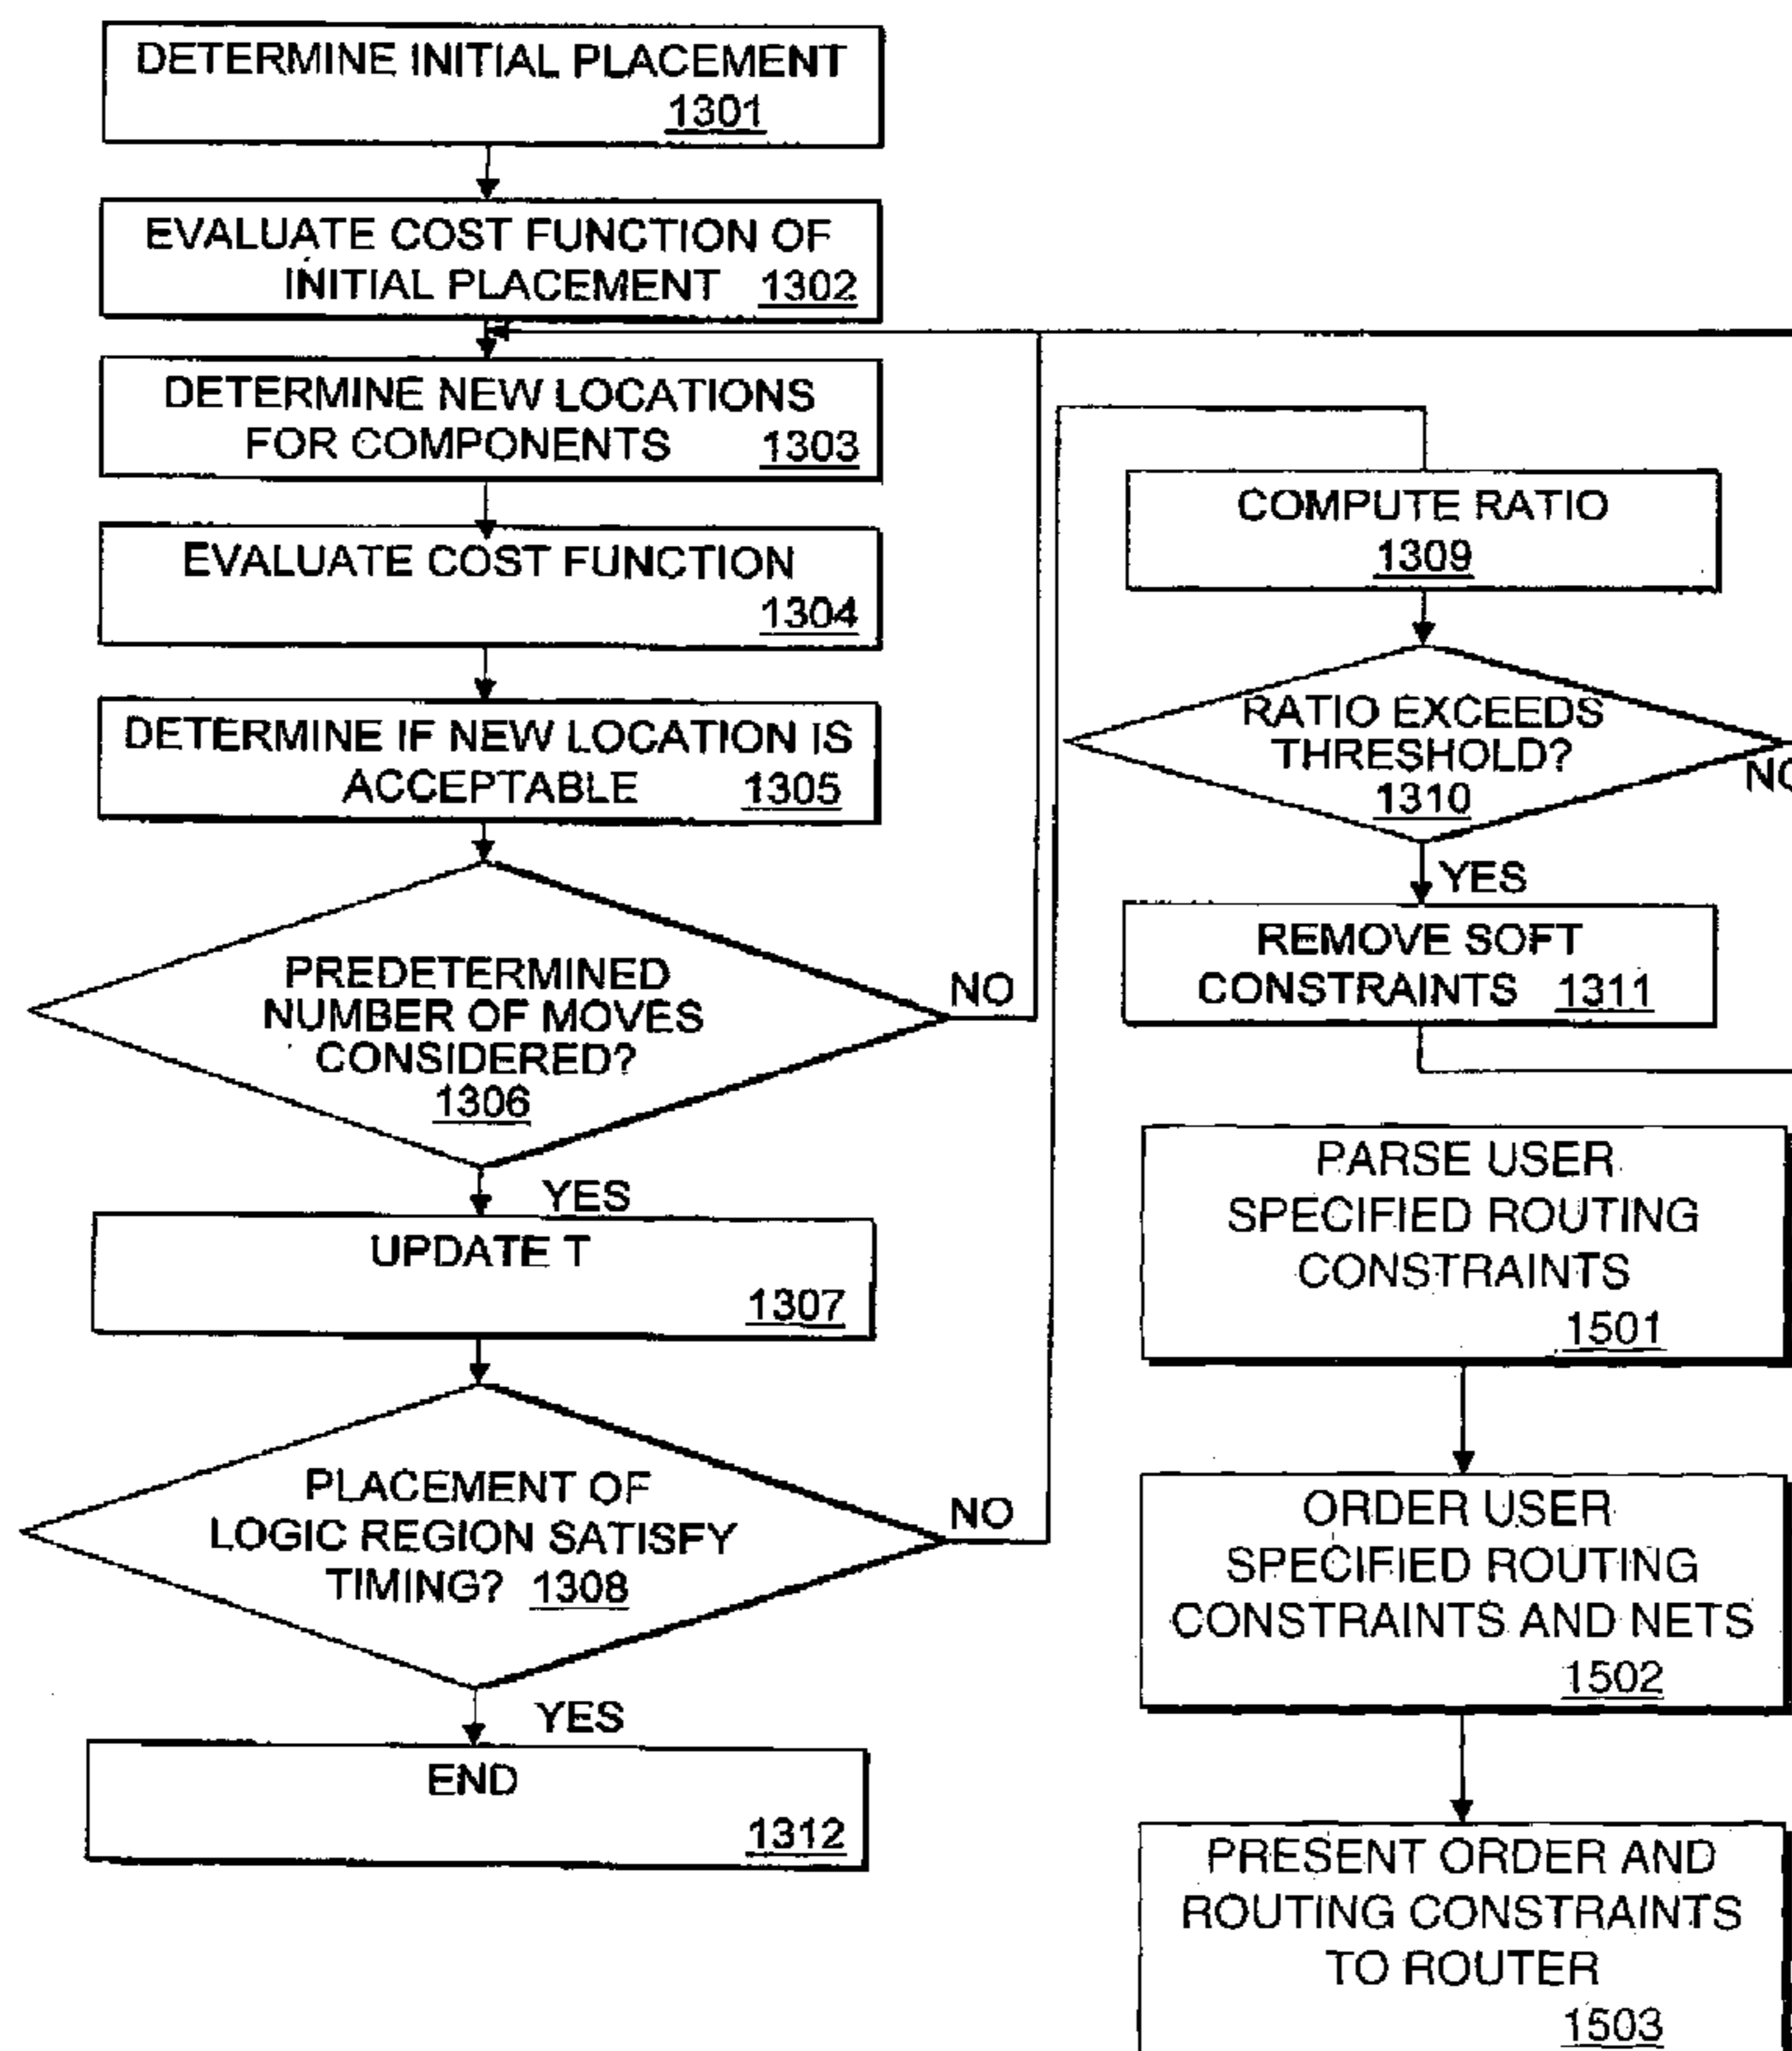 DETERMINE INITIAL PLACEMENT
1301
EVALUATE COST FUNCTION OF
INITIAL PLACEMENT 1302
DETERMINE NEW LOCATIONS
FOR COMPONENTS 1303
EVALUATE COST FUNCTION
1304
DETERMINE IF NEW LOCATION IS
ACCEPTABLE 1305
PREDETERMINED
NUMBER OF MOVES
CONSIDERED?
1306
NO
YES
UPDATE T
1307
PLACEMENT OF
LOGIC REGION SATISFY
TIMING? 1308
NO
YES
END
1312
COMPUTE RATIO
1309
RATIO EXCEEDS
THRESHOLD?
1310
NO
YES
REMOVE SOFT
CONSTRAINTS 1311
PARSE USER
SPECIFIED ROUTING
CONSTRAINTS
1501
ORDER USER
SPECIFIED ROUTING
CONSTRAINTS AND NETS
1502
PRESENT ORDER AND
ROUTING CONSTRAINTS
TO ROUTER
1503